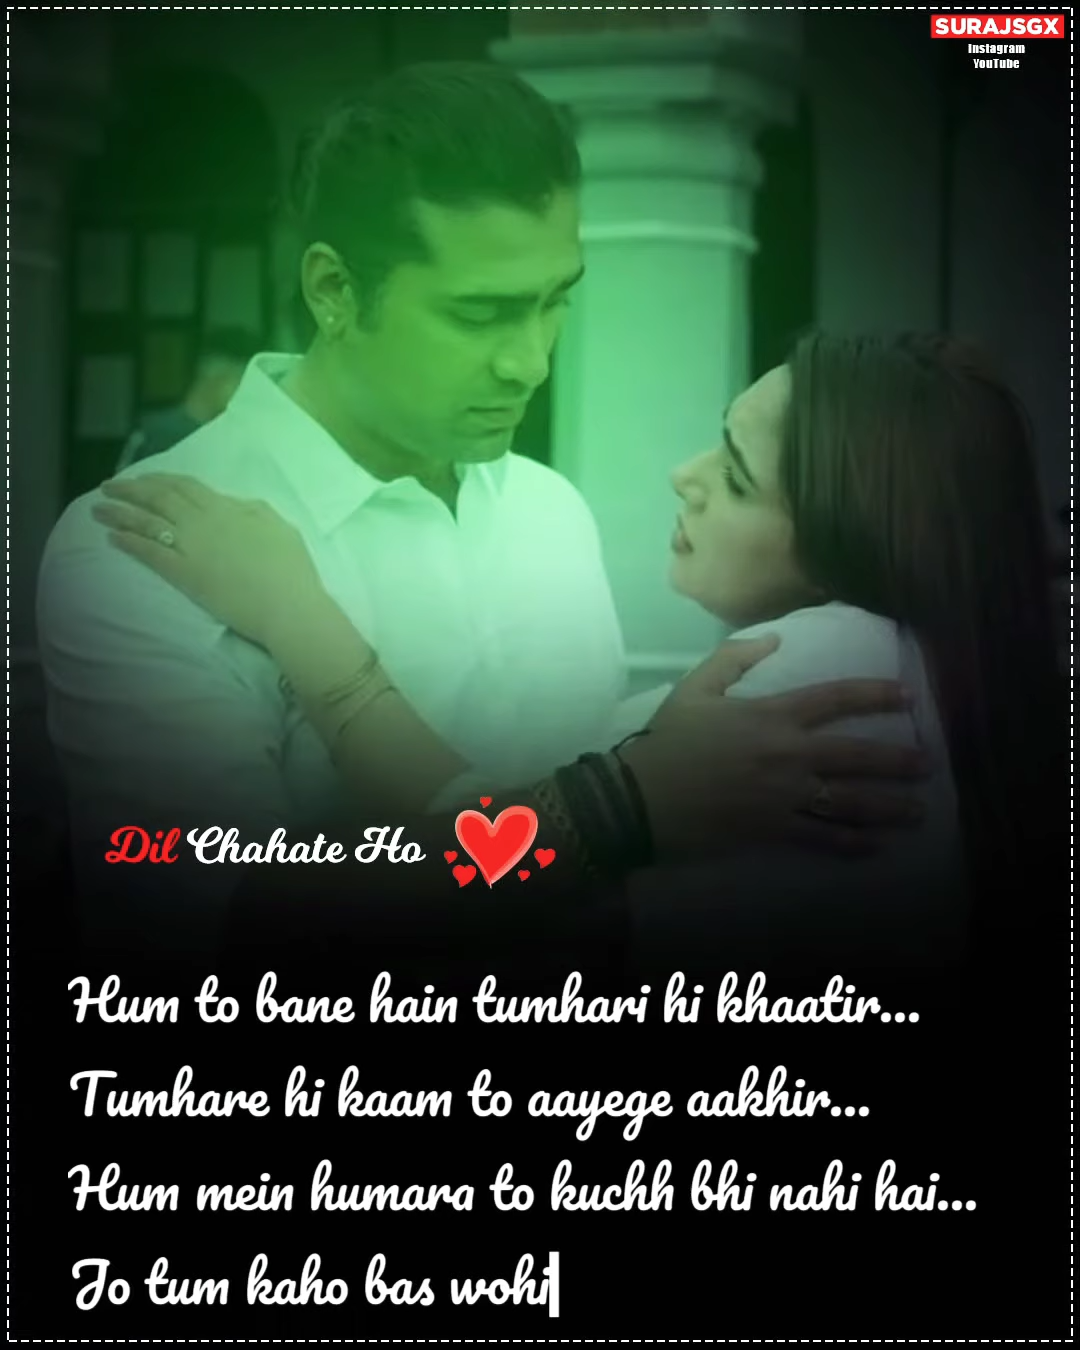 SURAJSGX
Instagram
YouTube
Dil Chahate Ho
Hum to bane hain tumhari hi khaatir...
Tumhare hi kaam to aayege aakhir...
Hum mein humara to kuchh bhi nahi hai...
Jo tum kaho bas wohi